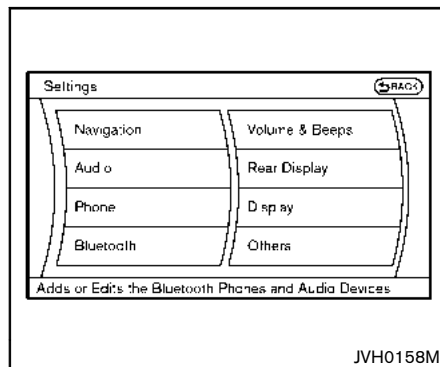 Settings
BACK
Navigation
Volume & Beeps
Audio
Rear Display
Phone
Display
Bluetooth
Others
Adds or Edits the Bluetooth Phones and Audio Devices
JVH0158M